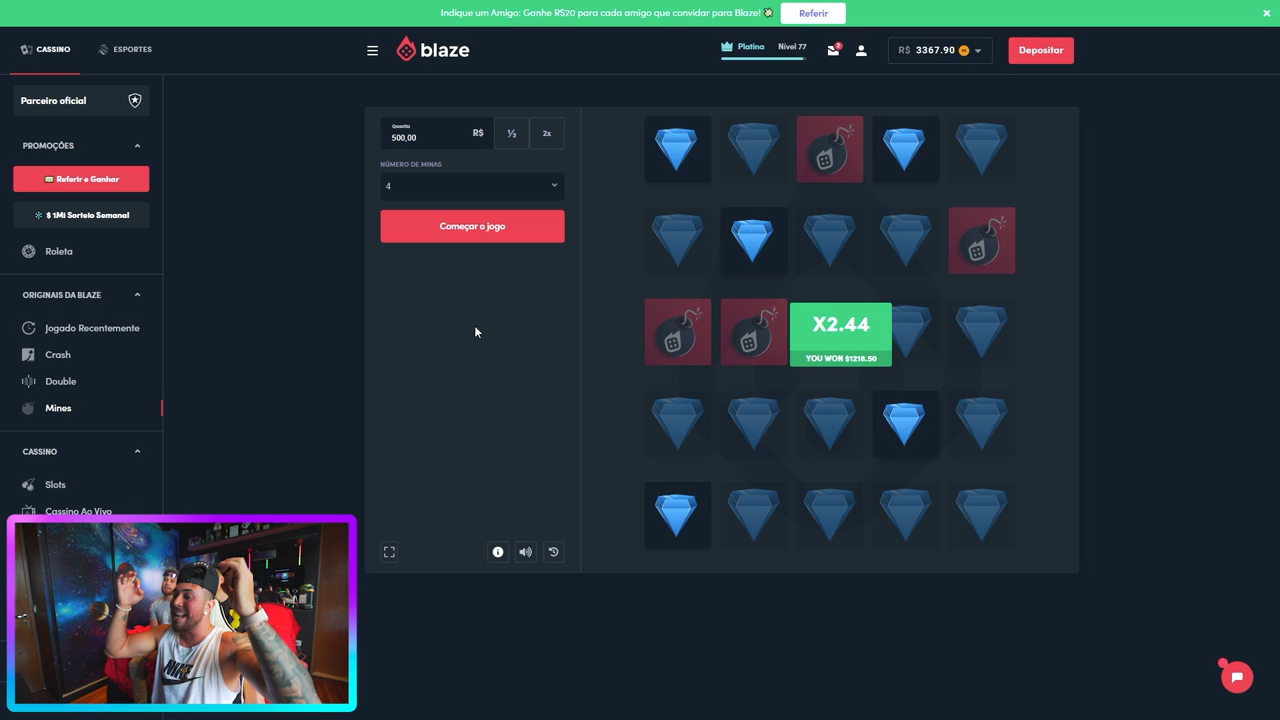 Indique um Amigo: Ganhe R$20 para cada amigo que convidar para Blaze!
Referir
CASSINO
ESPORTES
blaze
Platina
Nível 77
2
R$ 3367.90
Depositar
Parceiro oficial
PROMOÇÕES
Referir e Ganhar
$ 1Mi Sorteio Semanal
Roleta
ORIGINAIS DA BLAZE
Jogado Recentemente
Crash
Double
Mines
CASSINO
Slots
Cassino Ao Vivo
Quantia
500,00
R$
½
2x
NÚMERO DE MINAS
4
Começar o jogo
X2.44
YOU WON $1218.50
NIKE